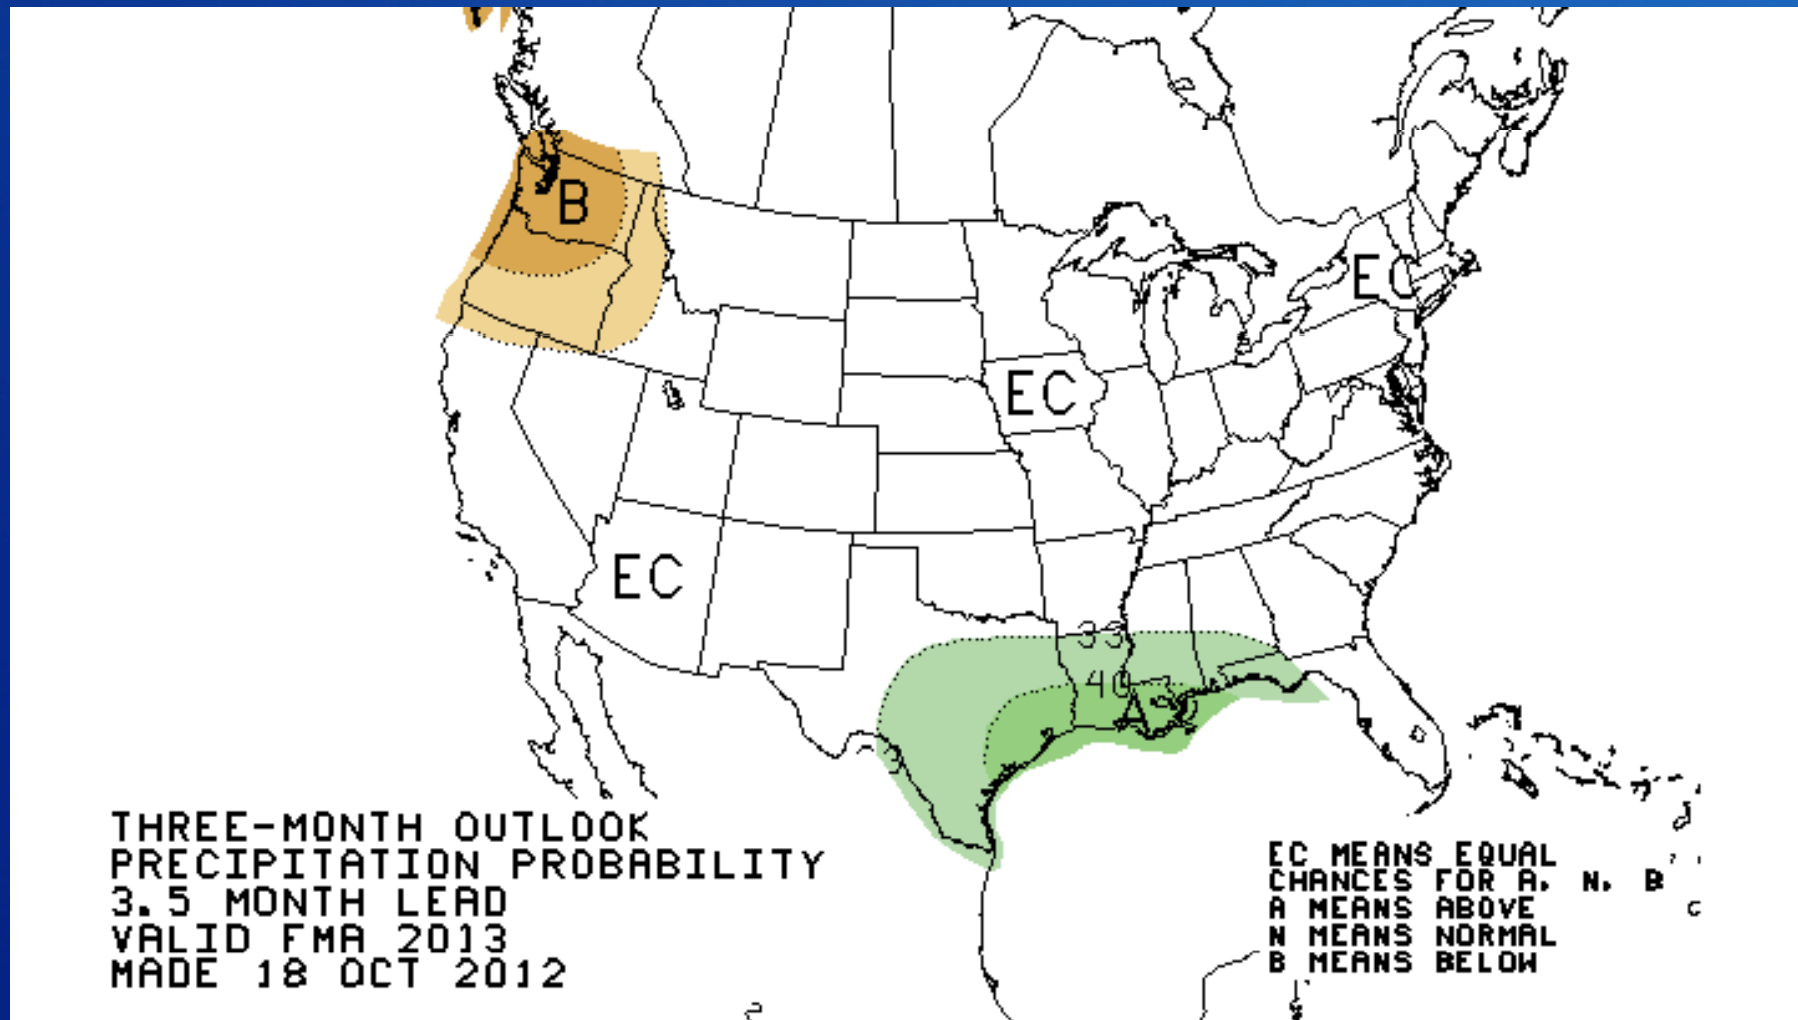 B
EC
EC
EC
33
40
A
THREE-MONTH OUTLOOK
PRECIPITATION PROBABILITY
3.5 MONTH LEAD
VALID FMA 2013
MADE 18 OCT 2012
EC MEANS EQUAL
CHANCES FOR A, N, B
A MEANS ABOVE
N MEANS NORMAL
B MEANS BELOW